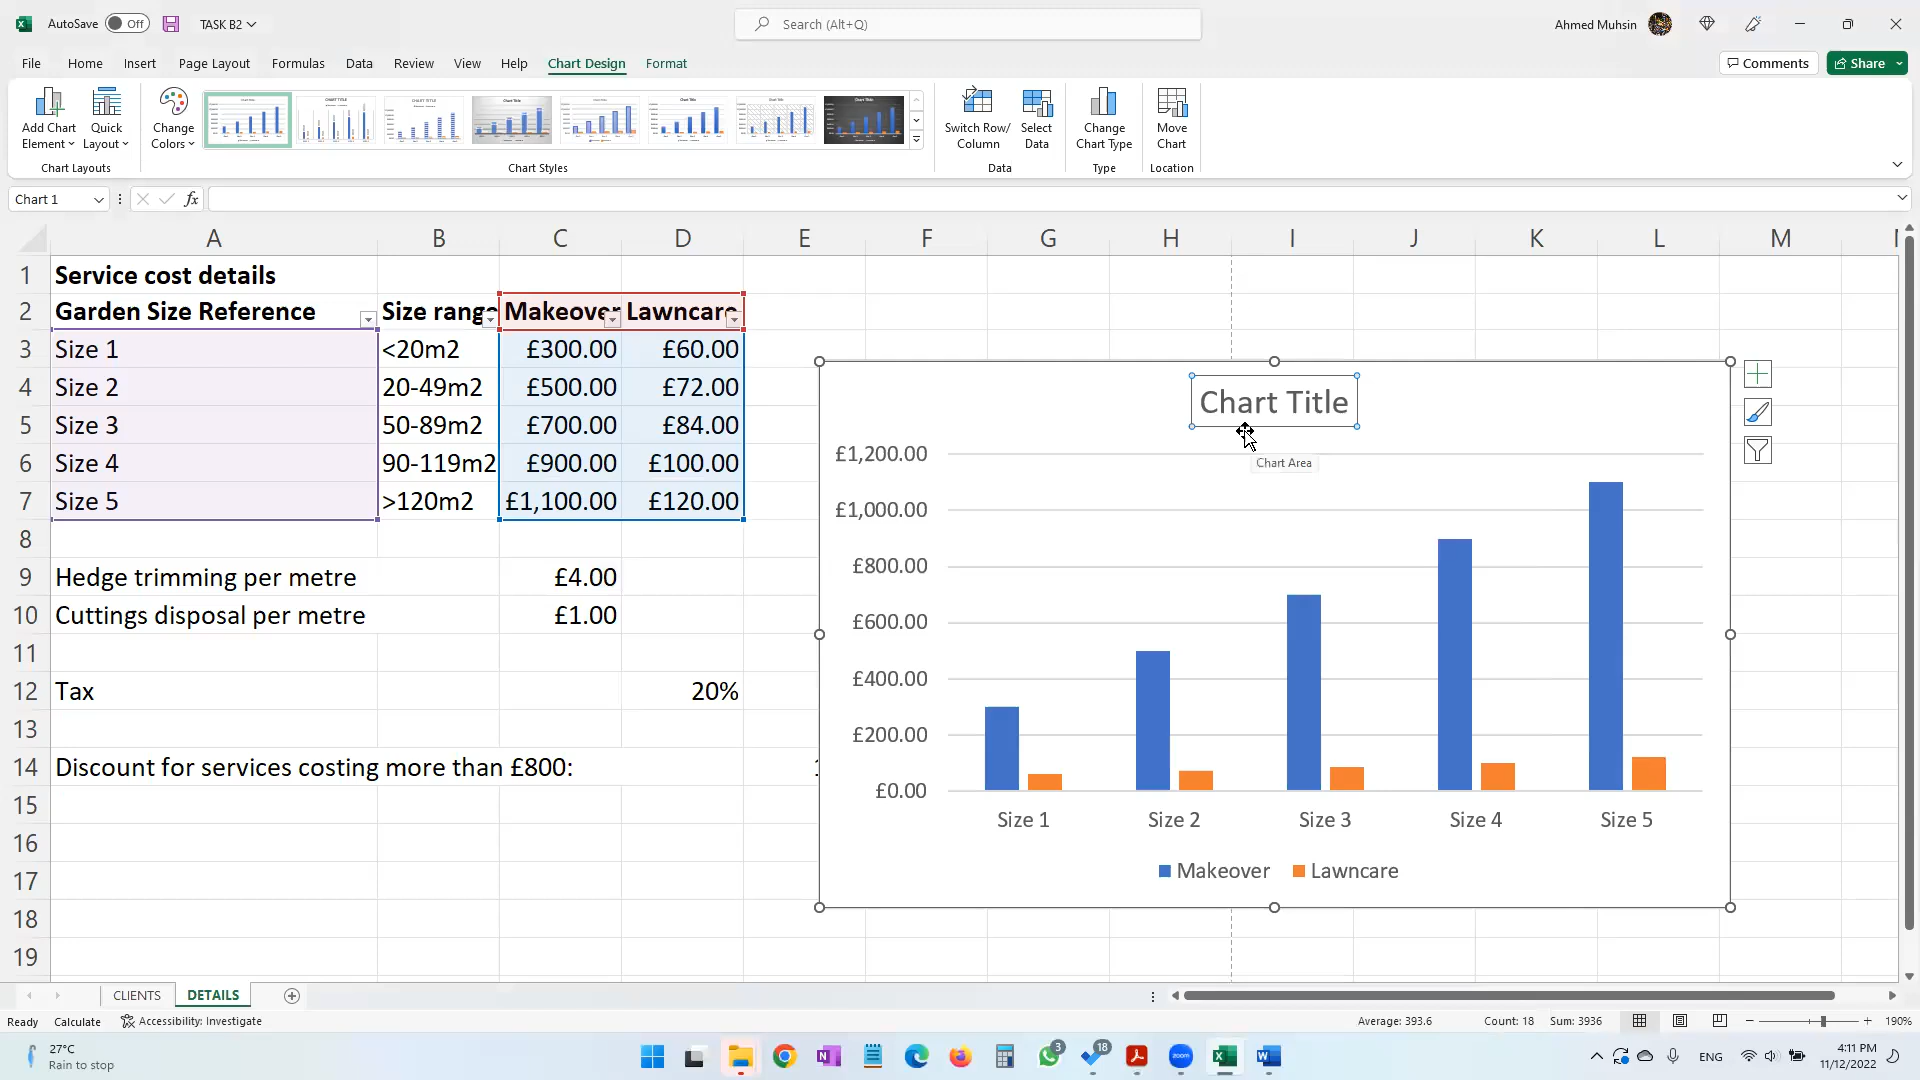 AutoSave Off TASK B2
Search (Alt+Q)
Ahmed Muhsin
File Home Insert Page Layout Formulas Data Review View Help Chart Design Format
Comments Share
Add Chart Element
Quick Layout
Change Colors
Switch Row/ Column
Select Data
Change Chart Type
Move Chart
Chart Layouts Chart Styles Data Type Location
Chart 1 fx
A B C D E F G H I J K L M
1 Service cost details
2 Garden Size Reference Size range Makeover Lawncare
3 Size 1 <20m2 £300.00 £60.00
4 Size 2 20-49m2 £500.00 £72.00
5 Size 3 50-89m2 £700.00 £84.00
6 Size 4 90-119m2 £900.00 £100.00
7 Size 5 >120m2 £1,100.00 £120.00
8
9 Hedge trimming per metre £4.00
10 Cuttings disposal per metre £1.00
11
12 Tax 20%
13
14 Discount for services costing more than £800:
15
16
17
18
19
Chart Title
Chart Area
£1,200.00
£1,000.00
£800.00
£600.00
£400.00
£200.00
£0.00
Size 1 Size 2 Size 3 Size 4 Size 5
Makeover Lawncare
CLIENTS DETAILS
Ready Calculate Accessibility: Investigate
Average: 393.6 Count: 18 Sum: 3936 190%
27°C
Rain to stop
3
18
zoom
ENG
4:11 PM
11/12/2022